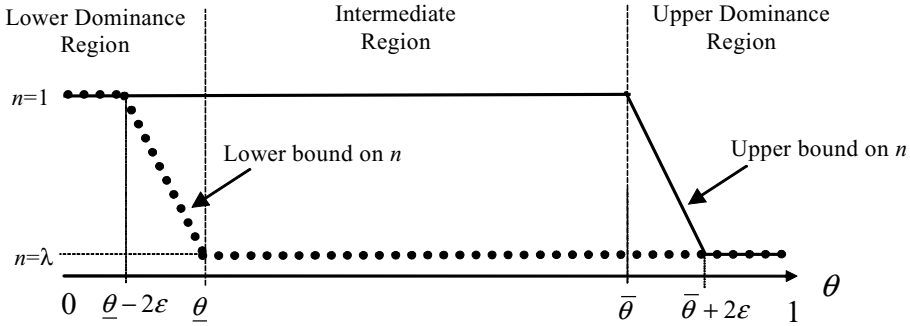 Lower Dominance
Region
Intermediate
Region
Upper Dominance
Region
n=1
Lower bound on n
Upper bound on n
n=λ
0
θ̲ − 2ε
θ̲
θ̅
θ̅ + 2ε
1
θ